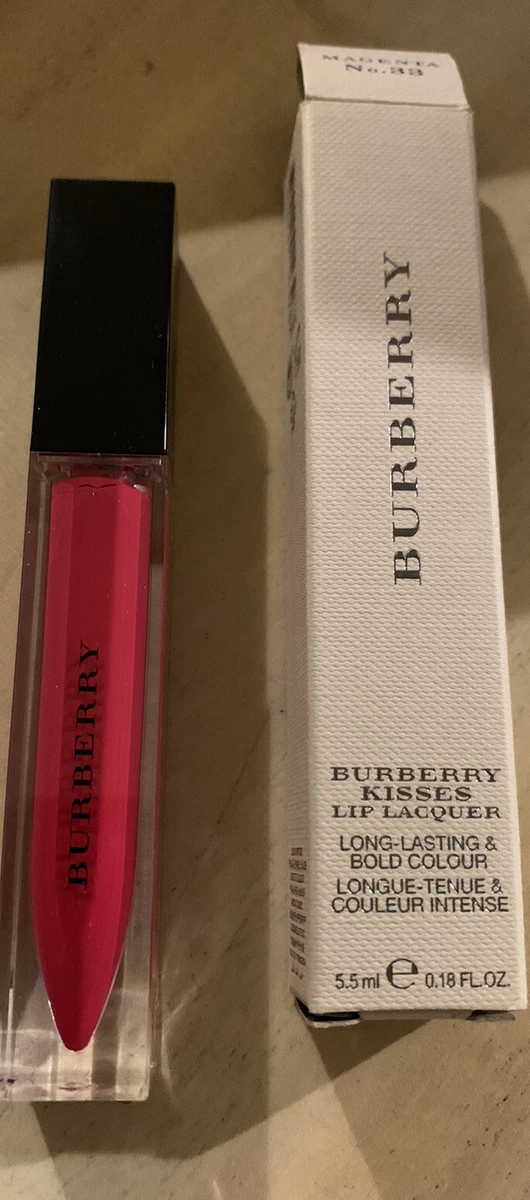 MAGENTA
No.33
BURBERRY
BURBERRY
BURBERRY
KISSES
LIP LACQUER
LONG-LASTING &
BOLD COLOUR
LONGUE-TENUE &
COULEUR INTENSE
5.5 ml e 0.18 FL.OZ.